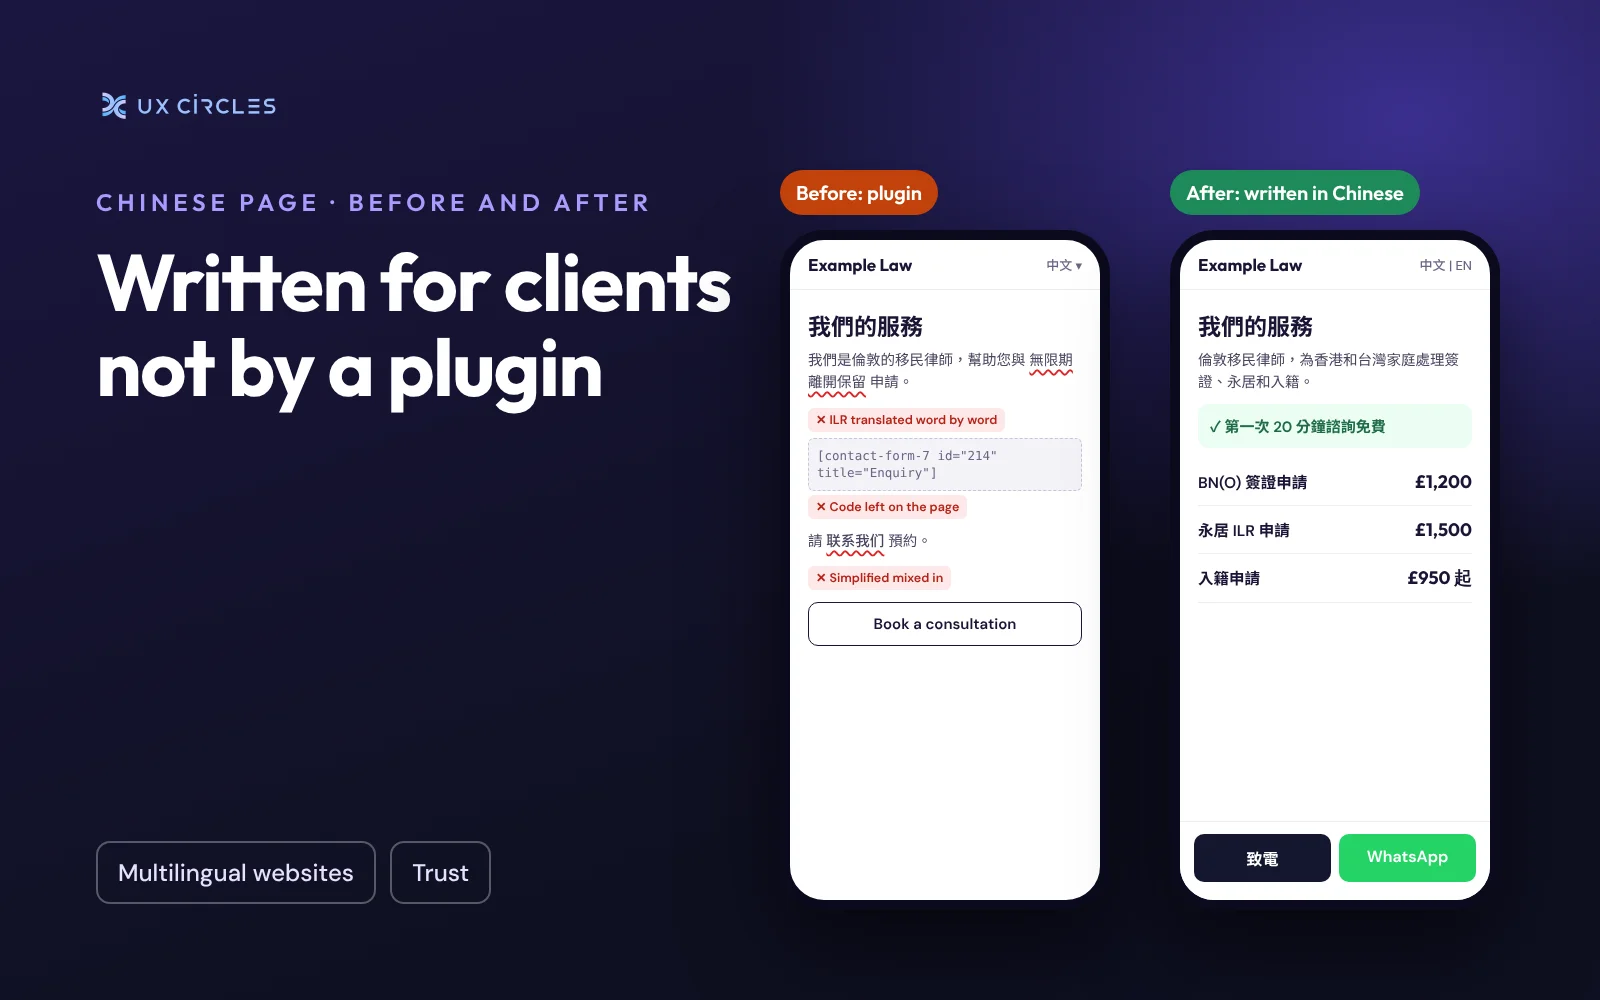 UX CIRCLES
CHINESE PAGE · BEFORE AND AFTER
Written for clients
not by a plugin
Multilingual websites
Trust
Before: plugin
Example Law
中文 ▾
我們的服務
我們是倫敦的移民律師，幫助您與 無限期
離開保留 申請。
✕ ILR translated word by word
[contact-form-7 id="214"
title="Enquiry"]
✕ Code left on the page
請 联系我们 預約。
✕ Simplified mixed in
Book a consultation
After: written in Chinese
Example Law
中文 | EN
我們的服務
倫敦移民律師，為香港和台灣家庭處理簽
證、永居和入籍。
✓ 第一次 20 分鐘諮詢免費
BN(O) 簽證申請
£1,200
永居 ILR 申請
£1,500
入籍申請
£950 起
致電
WhatsApp